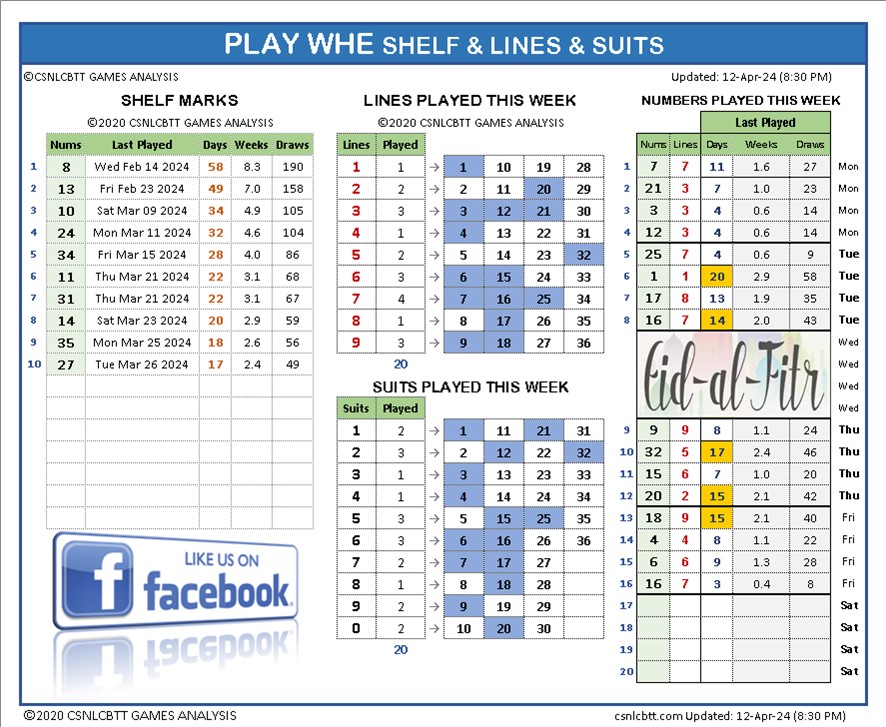 PLAY WHE SHELF & LINES & SUITS
©CSNLCBTT GAMES ANALYSIS
Updated: 12-Apr-24 (8:30 PM)
SHELF MARKS
©2020 CSNLCBTT GAMES ANALYSIS
Nums Last Played Days Weeks Draws
1 8 Wed Feb 14 2024 58 8.3 190
2 13 Fri Feb 23 2024 49 7.0 158
3 10 Sat Mar 09 2024 34 4.9 105
4 24 Mon Mar 11 2024 32 4.6 104
5 34 Fri Mar 15 2024 28 4.0 86
6 11 Thu Mar 21 2024 22 3.1 68
7 31 Thu Mar 21 2024 22 3.1 67
8 14 Sat Mar 23 2024 20 2.9 59
9 35 Mon Mar 25 2024 18 2.6 56
10 27 Tue Mar 26 2024 17 2.4 49
LIKE US ON
f facebook.
LINES PLAYED THIS WEEK
©2020 CSNLCBTT GAMES ANALYSIS
Lines Played
1 1 → 1 10 19 28
2 2 → 2 11 20 29
3 3 → 3 12 21 30
4 1 → 4 13 22 31
5 2 → 5 14 23 32
6 3 → 6 15 24 33
7 4 → 7 16 25 34
8 1 → 8 17 26 35
9 3 → 9 18 27 36
20
SUITS PLAYED THIS WEEK
Suits Played
1 2 → 1 11 21 31
2 3 → 2 12 22 32
3 1 → 3 13 23 33
4 1 → 4 14 24 34
5 3 → 5 15 25 35
6 3 → 6 16 26 36
7 2 → 7 17 27
8 1 → 8 18 28
9 2 → 9 19 29
0 2 → 10 20 30
20
NUMBERS PLAYED THIS WEEK
Last Played
Nums Lines Days Weeks Draws
1 7 7 11 1.6 27 Mon
2 21 3 7 1.0 23 Mon
3 3 3 4 0.6 14 Mon
4 12 3 4 0.6 14 Mon
5 25 7 4 0.6 9 Tue
6 1 1 20 2.9 58 Tue
7 17 8 13 1.9 35 Tue
8 16 7 14 2.0 43 Tue
Eid-al-Fitr
Wed
Wed
Wed
Wed
9 9 9 8 1.1 24 Thu
10 32 5 17 2.4 46 Thu
11 15 6 7 1.0 20 Thu
12 20 2 15 2.1 42 Thu
13 18 9 15 2.1 40 Fri
14 4 4 8 1.1 22 Fri
15 6 6 9 1.3 28 Fri
16 16 7 3 0.4 8 Fri
17 Sat
18 Sat
19 Sat
20 Sat
©2020 CSNLCBTT GAMES ANALYSIS
csnlcbtt.com Updated: 12-Apr-24 (8:30 PM)